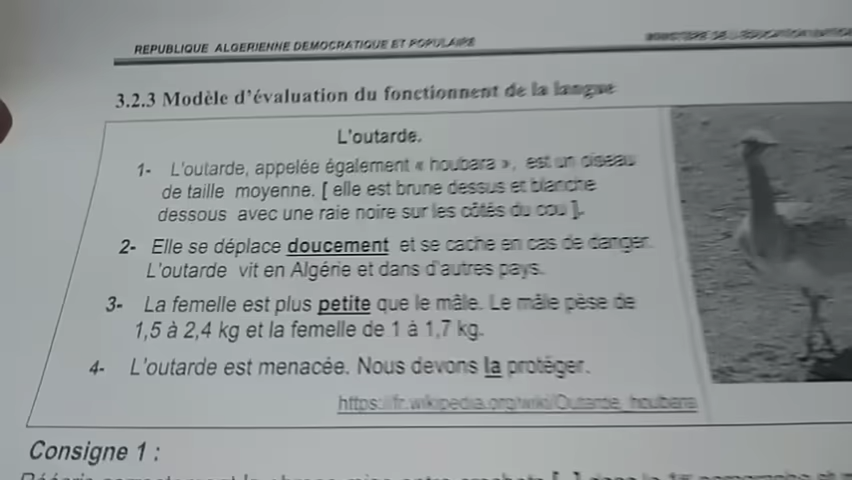 REPUBLIQUE ALGERIENNE DEMOCRATIQUE ET POPULAIRE
MINISTERE DE L'EDUCATION
3.2.3 Modèle d'évaluation du fonctionnent de la langue
L'outarde.
1- L'outarde, appelée également « houbara », est un oiseau
de taille moyenne. [ elle est brune dessus et blanche
dessous avec une raie noire sur les côtés du cou ].
2- Elle se déplace doucement et se cache en cas de danger.
L'outarde vit en Algérie et dans d'autres pays.
3- La femelle est plus petite que le mâle. Le mâle pèse de
1,5 à 2,4 kg et la femelle de 1 à 1,7 kg.
4- L'outarde est menacée. Nous devons la protéger.
https://fr.wikipedia.org/wiki/Outarde_houbara
Consigne 1 :